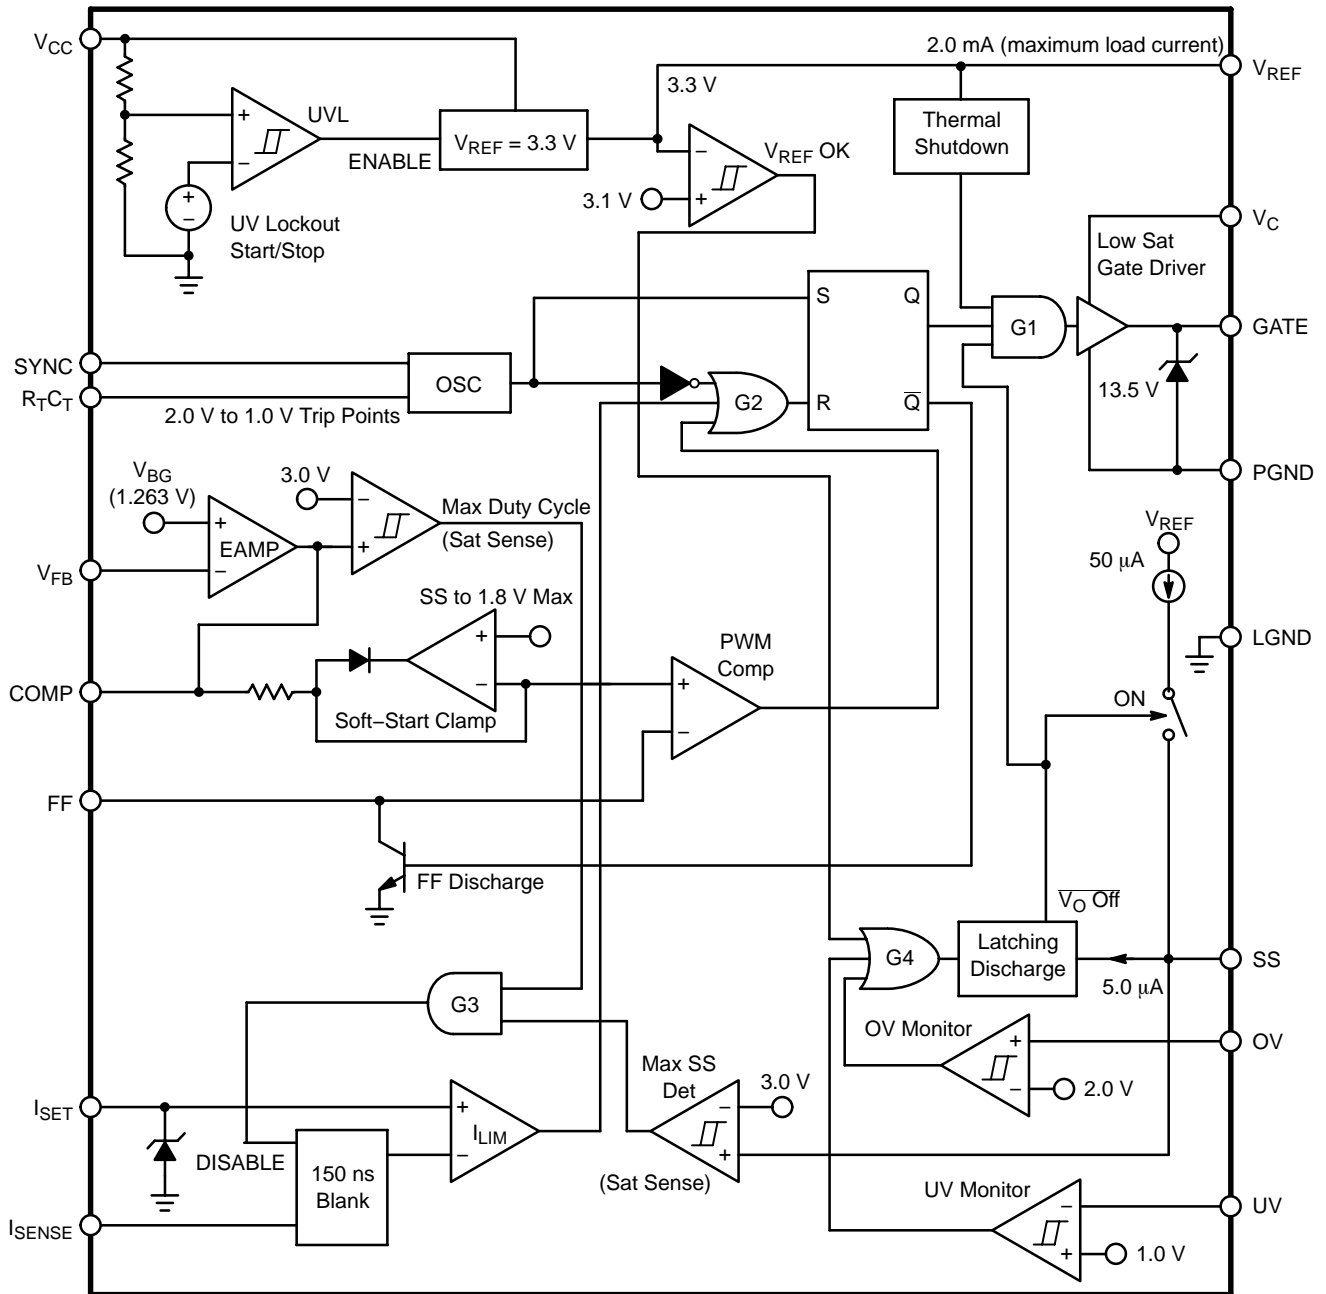 V_CC
2.0 mA (maximum load current)
V_REF
3.3 V
+
−
UVL
ENABLE
V_REF = 3.3 V
Thermal
Shutdown
−
+
V_REF OK
3.1 V
+
−
UV Lockout
Start/Stop
V_C
Low Sat
Gate Driver
S
Q
G1
GATE
SYNC
OSC
R_TC_T
2.0 V to 1.0 V Trip Points
G2
R
Q̅
13.5 V
V_BG
(1.263 V)
3.0 V
−
+
Max Duty Cycle
(Sat Sense)
+
−
EAMP
V_FB
PGND
V_REF
50 μA
SS to 1.8 V Max
+
−
PWM
Comp
LGND
COMP
Soft−Start Clamp
+
−
ON
FF
FF Discharge
V_O Off
G4
Latching
Discharge
SS
5.0 μA
G3
OV Monitor
+
−
OV
2.0 V
Max SS
Det
3.0 V
−
+
(Sat Sense)
I_SET
+
−
I_LIM
DISABLE
150 ns
Blank
I_SENSE
UV Monitor
−
+
UV
1.0 V